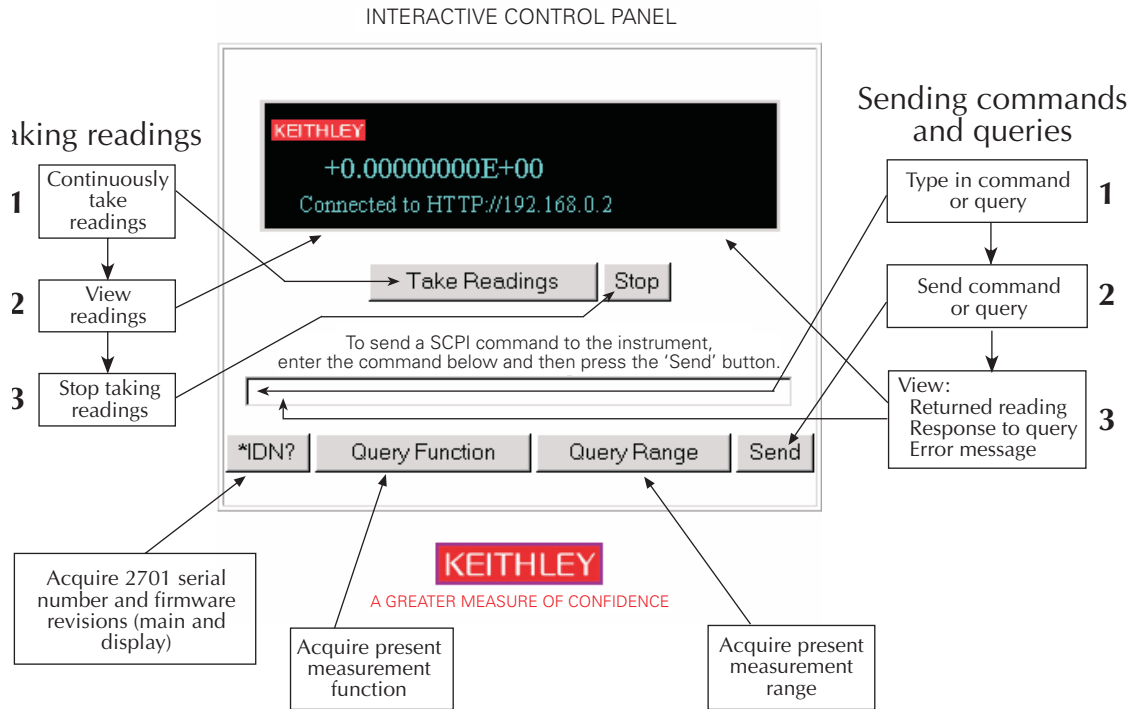 INTERACTIVE CONTROL PANEL
aking readings
1
Continuously
take
readings
2
View
readings
3
Stop taking
readings
KEITHLEY
+0.00000000E+00
Connected to HTTP://192.168.0.2
Take Readings
Stop
To send a SCPI command to the instrument,
enter the command below and then press the 'Send' button.
*IDN?
Query Function
Query Range
Send
Sending commands
and queries
Type in command
or query
1
Send command
or query
2
View:
Returned reading
Response to query
Error message
3
Acquire 2701 serial
number and firmware
revisions (main and
display)
Acquire present
measurement
function
Acquire present
measurement
range
KEITHLEY
A GREATER MEASURE OF CONFIDENCE